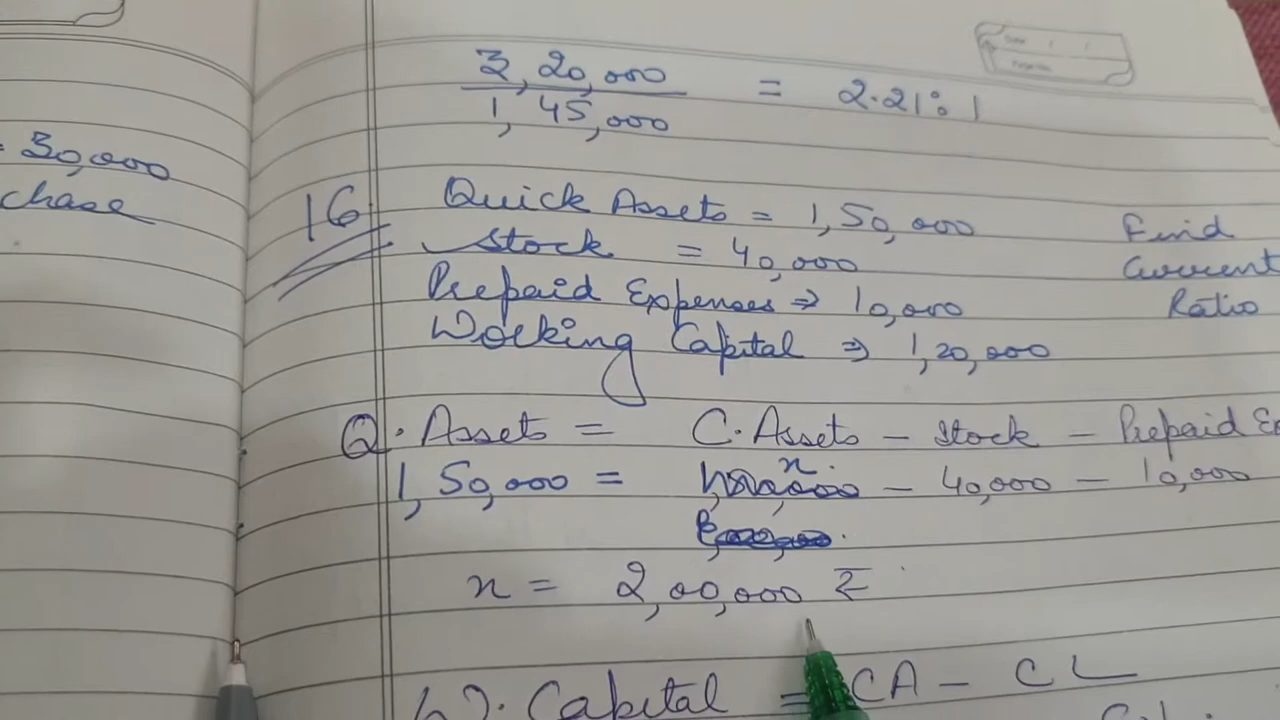 30,000
chase
3,20,000
1,45,000
= 2.21:1
16
Quick Assets = 1,50,000
Stock = 40,000
Prepaid Expenses ⇒ 10,000
Working Capital ⇒ 1,20,000
Find
Current
Ratio
Q. Assets = C. Assets - Stock - Prepaid Ex
1,50,000 = x - 40,000 - 10,000
x = 2,00,000 ₹
W. Capital = CA - CL